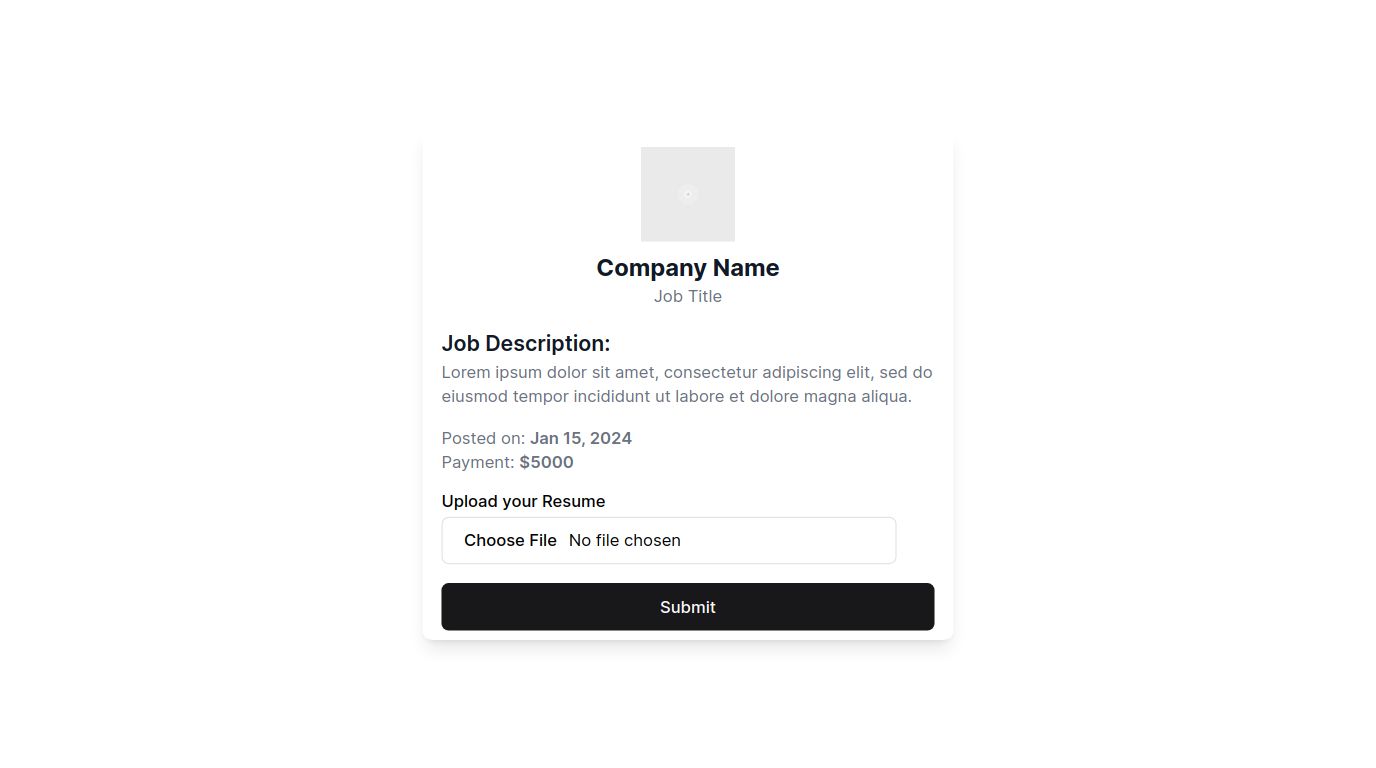 Company Name
Job Title
Job Description:
Lorem ipsum dolor sit amet, consectetur adipiscing elit, sed do
eiusmod tempor incididunt ut labore et dolore magna aliqua.
Posted on: Jan 15, 2024
Payment: $5000
Upload your Resume
Choose File No file chosen
Submit